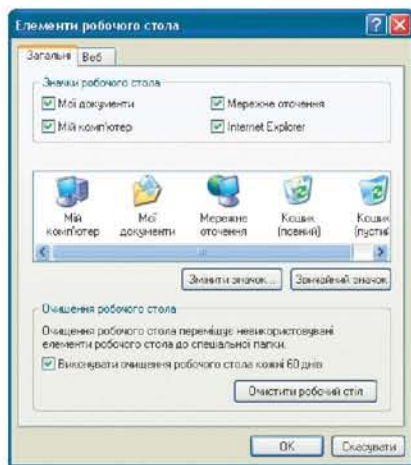 Елементи робочого стола
Загальні Веб
Значки робочого стола
Мої документи Мережне оточення
Мій комп'ютер Internet Explorer
Мій Мої Мережне Кошик Кошик
комп'ютер документи оточення (повний) (пусти
Змінити значок... Звичайний значок
Очищення робочого стола
Очищення робочого стола переміщує невикористовувані
елементи робочого стола до спеціальної папки.
Виконувати очищення робочого стола кожні 60 днів
Очистити робочий стіл
ОК Скасувати